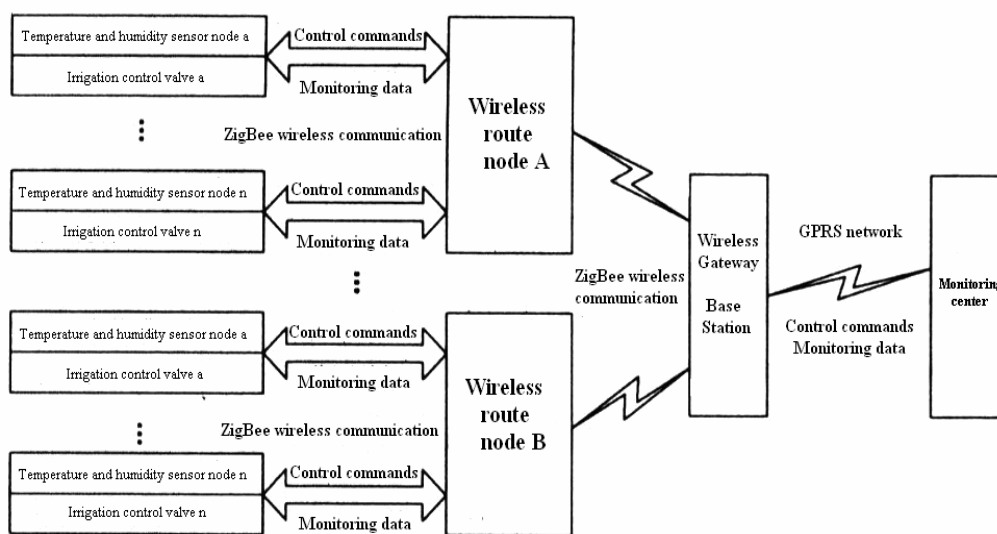 Temperature and humidity sensor node a
Irrigation control valve a
Control commands
Monitoring data
ZigBee wireless communication
Temperature and humidity sensor node n
Irrigation control valve n
Control commands
Monitoring data
Wireless
route
node A
Temperature and humidity sensor node a
Irrigation control valve a
Control commands
Monitoring data
ZigBee wireless communication
Temperature and humidity sensor node n
Irrigation control valve n
Control commands
Monitoring data
Wireless
route
node B
ZigBee wireless
communication
Wireless
Gateway
Base
Station
GPRS network
Control commands
Monitoring data
Monitoring
center